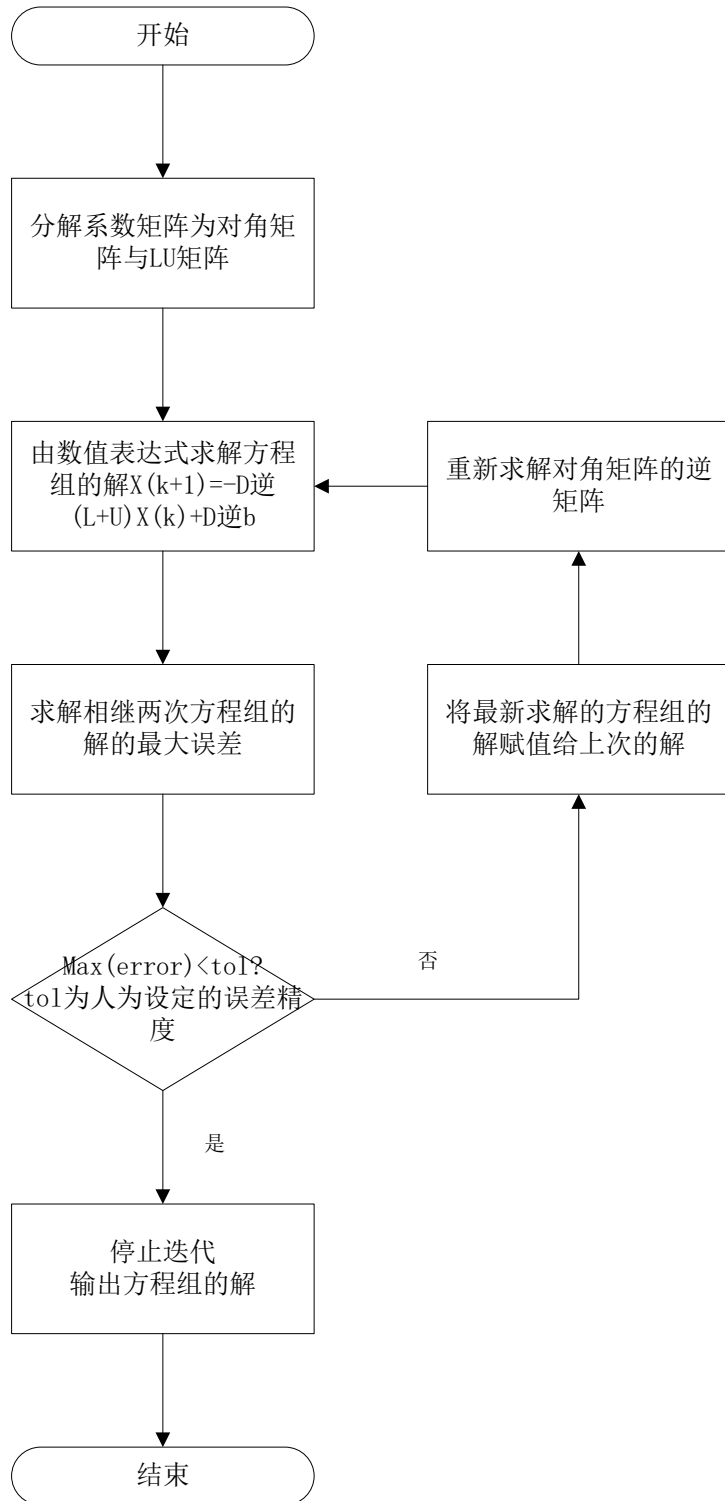 开始
分解系数矩阵为对角矩
阵与LU矩阵
由数值表达式求解方程
组的解X(k+1)=-D逆
(L+U)X(k)+D逆b
重新求解对角矩阵的逆
矩阵
求解相继两次方程组的
解的最大误差
将最新求解的方程组的
解赋值给上次的解
Max(error)<tol?
tol为人为设定的误差精
度
否
是
停止迭代
输出方程组的解
结束